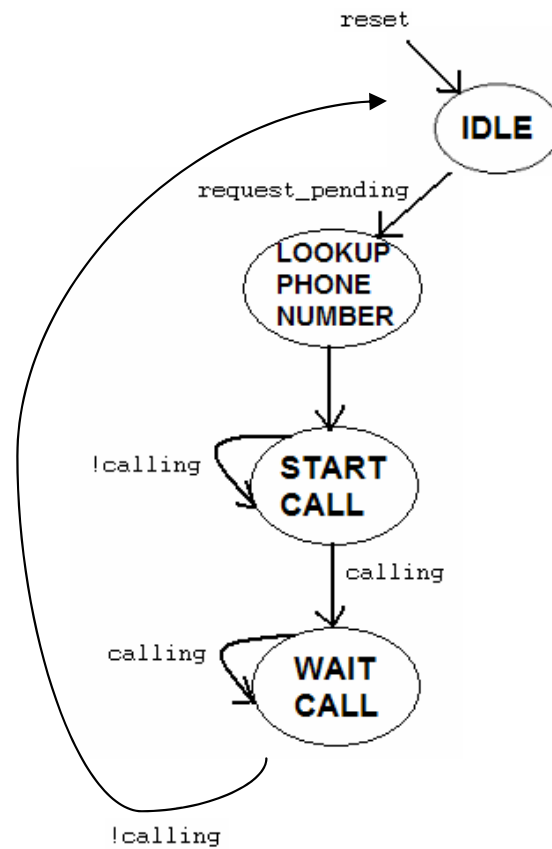 reset
IDLE
request_pending
LOOKUP
PHONE
NUMBER
!calling
START
CALL
calling
calling
WAIT
CALL
!calling